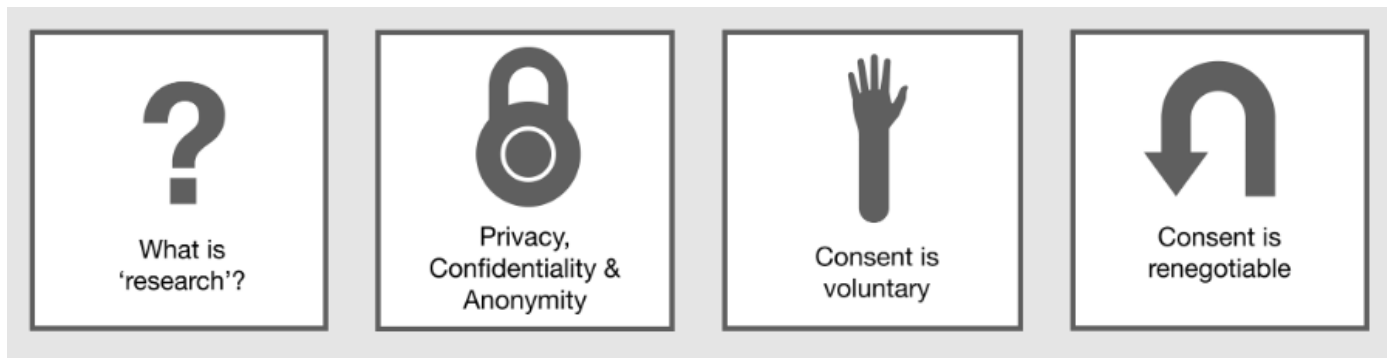 ?
What is
‘research’?
Privacy,
Confidentiality &
Anonymity
Consent is
voluntary
Consent is
renegotiable